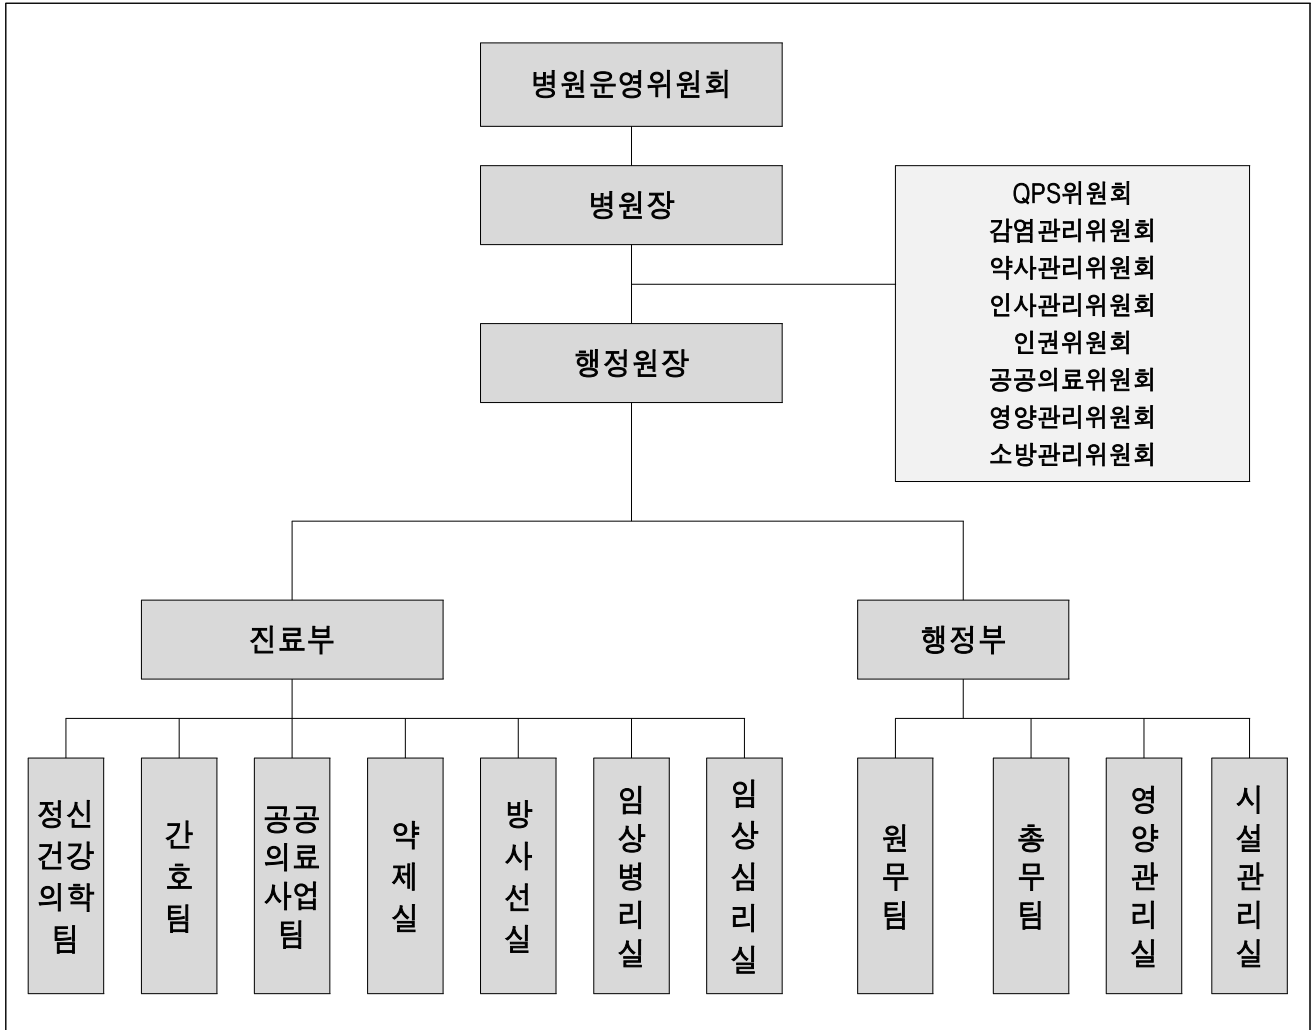 병원운영위원회
병원장
QPS위원회
감염관리위원회
약사관리위원회
인사관리위원회
인권위원회
공공의료위원회
영양관리위원회
소방관리위원회
행정원장
진료부
행정부
정신
건강
의학
팀
간
호
팀
공공
의료
사업
팀
약
제
실
방
사
선
실
임
상
병
리
실
임
상
심
리
실
원
무
팀
총
무
팀
영
양
관
리
실
시
설
관
리
실